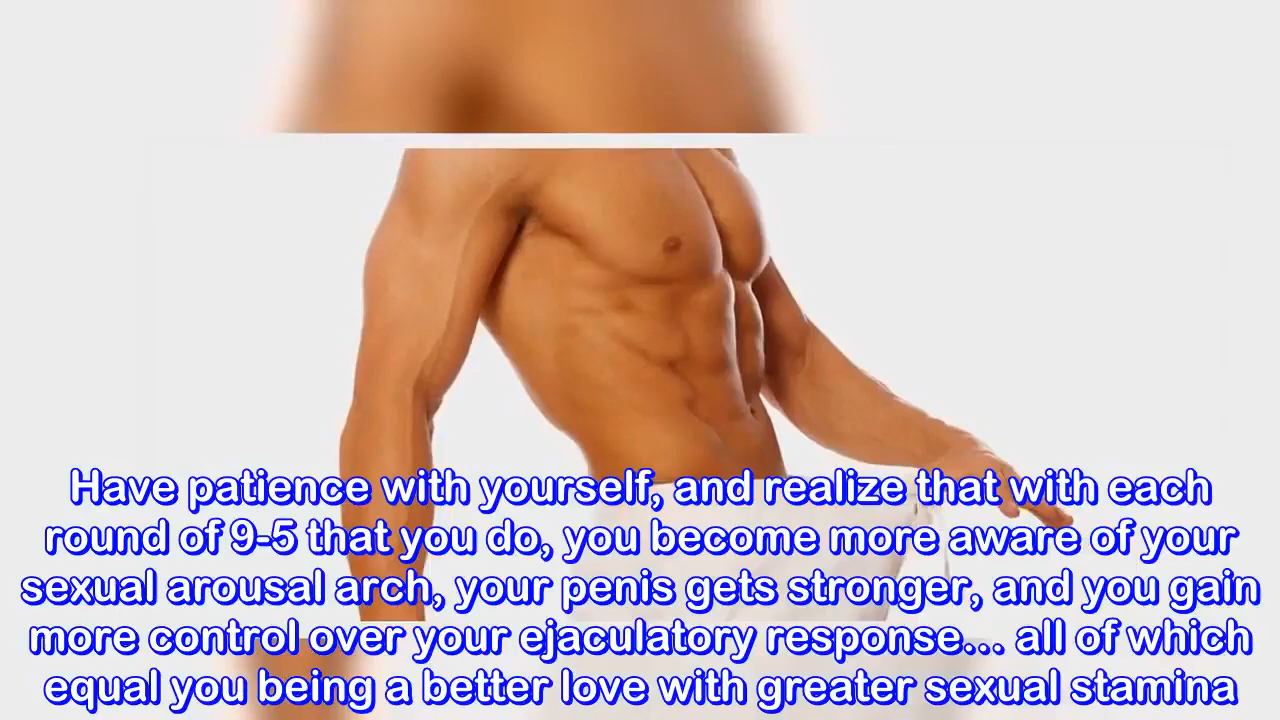 Have patience with yourself, and realize that with each
round of 9-5 that you do, you become more aware of your
sexual arousal arch, your penis gets stronger, and you gain
more control over your ejaculatory response... all of which
equal you being a better love with greater sexual stamina